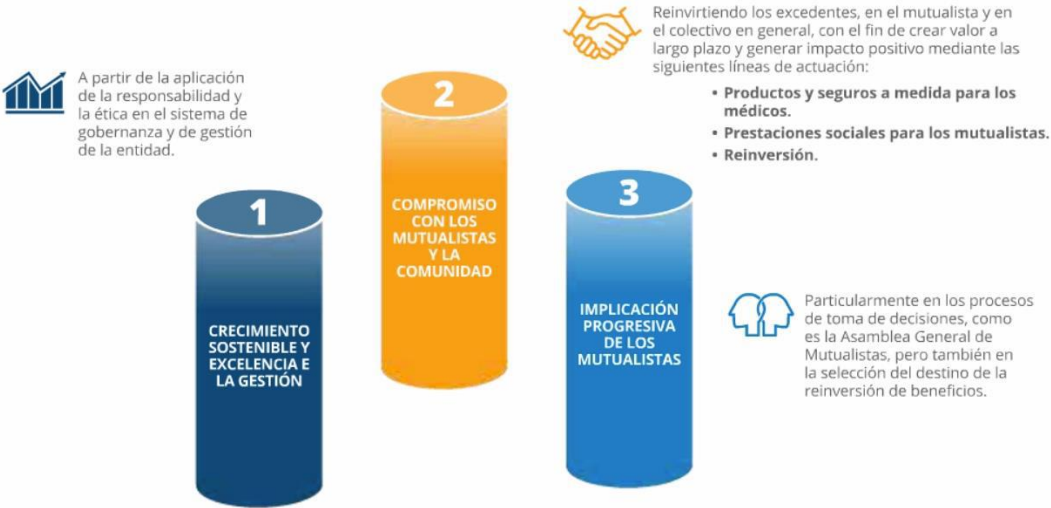 A partir de la aplicación
de la responsabilidad y
la ética en el sistema de
gobernanza y de gestión
de la entidad.
1
CRECIMIENTO
SOSTENIBLE Y
EXCELENCIA E
LA GESTIÓN
2
COMPROMISO
CON LOS
MUTUALISTAS
Y LA
COMUNIDAD
Reinvirtiendo los excedentes, en el mutualista y en
el colectivo en general, con el fin de crear valor a
largo plazo y generar impacto positivo mediante las
siguientes líneas de actuación:
• Productos y seguros a medida para los
médicos.
• Prestaciones sociales para los mutualistas.
• Reinversión.
3
IMPLICACIÓN
PROGRESIVA
DE LOS
MUTUALISTAS
Particularmente en los procesos
de toma de decisiones, como
es la Asamblea General de
Mutualistas, pero también en
la selección del destino de la
reinversión de beneficios.